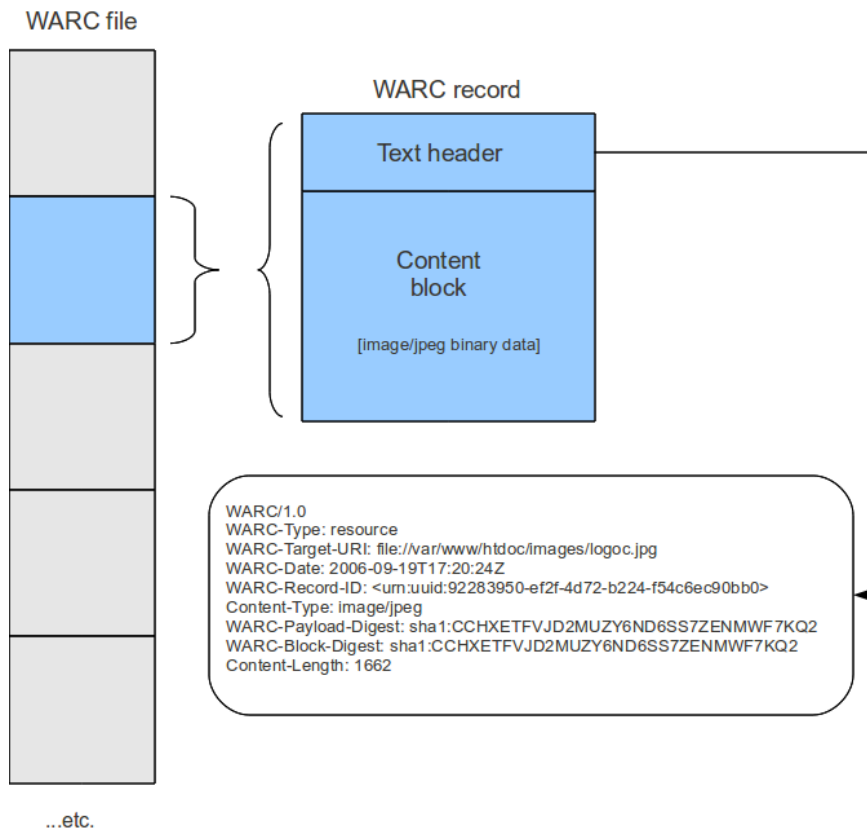 WARC file
WARC record
Text header
Content
block
[image/jpeg binary data]
WARC/1.0
WARC-Type: resource
WARC-Target-URI: file://var/www/htdoc/images/logoc.jpg
WARC-Date: 2006-09-19T17:20:24Z
WARC-Record-ID: <urn:uuid:92283950-ef2f-4d72-b224-f54c6ec90bb0>
Content-Type: image/jpeg
WARC-Payload-Digest: sha1:CCHXETFVJD2MUZY6ND6SS7ZENMWF7KQ2
WARC-Block-Digest: sha1:CCHXETFVJD2MUZY6ND6SS7ZENMWF7KQ2
Content-Length: 1662
...etc.